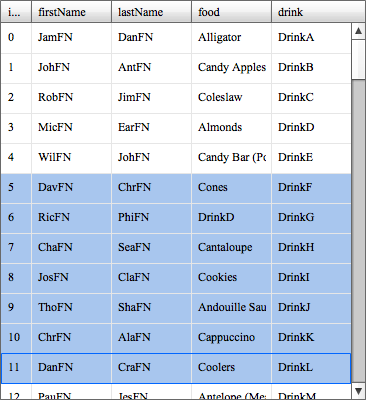 i... firstName lastName food drink
0 JamFN DanFN Alligator DrinkA
1 JohFN AntFN Candy Apples DrinkB
2 RobFN JimFN Coleslaw DrinkC
3 MicFN EarFN Almonds DrinkD
4 WilFN JohFN Candy Bar (Po DrinkE
5 DavFN ChrFN Cones DrinkF
6 RicFN PhiFN DrinkD DrinkG
7 ChaFN SeaFN Cantaloupe DrinkH
8 JosFN ClaFN Cookies DrinkI
9 ThoFN ShaFN Andouille Sau DrinkJ
10 ChrFN AlaFN Cappuccino DrinkK
11 DanFN CraFN Coolers DrinkL
12 PauFN JesFN Antelope (Mea DrinkM